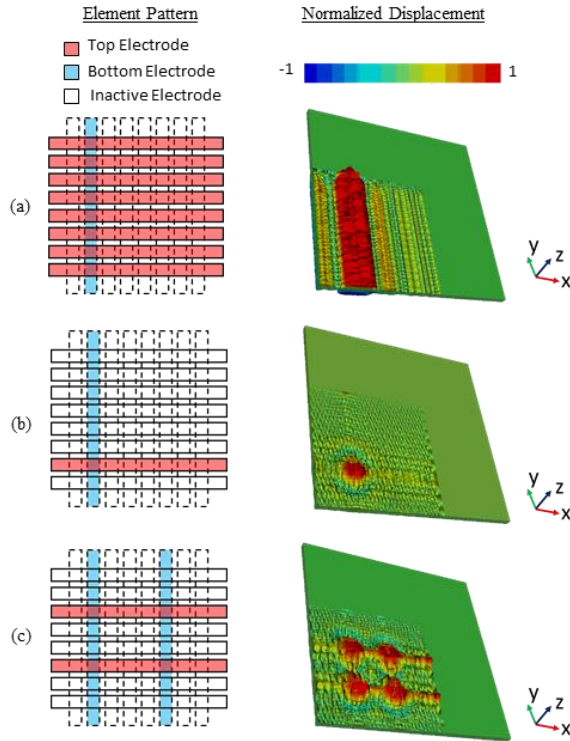 Element Pattern
Normalized Displacement
Top Electrode
Bottom Electrode
Inactive Electrode
-1
1
(a)
y
z
x
(b)
y
z
x
(c)
y
z
x